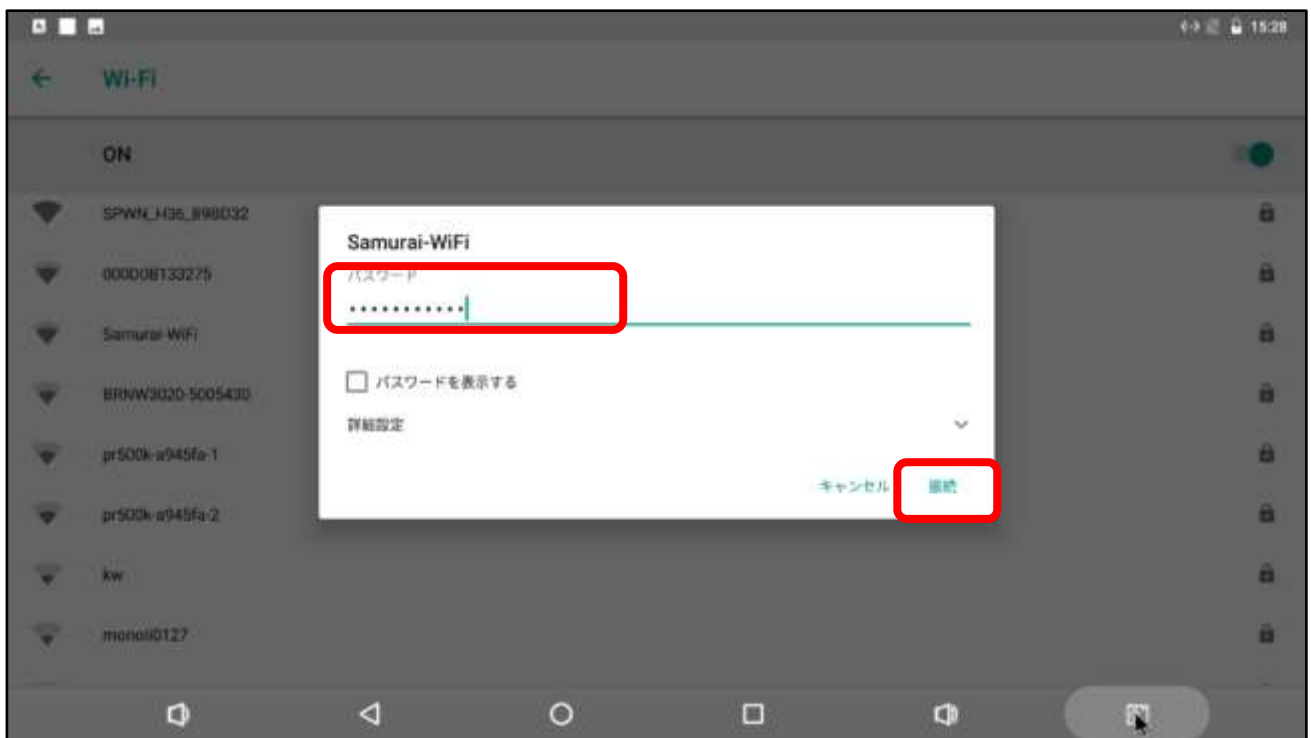 15:28
Wi-Fi
ON
SPWN_H36_B9BD32
000D0B133275
Samurai-WiFi
BRNW3020-5005430
pr500k-a945fa-1
pr500k-a945fa-2
kw
monoli0127
Samurai-WiFi
パスワード
•••••••••••
パスワードを表示する
詳細設定
キャンセル
接続